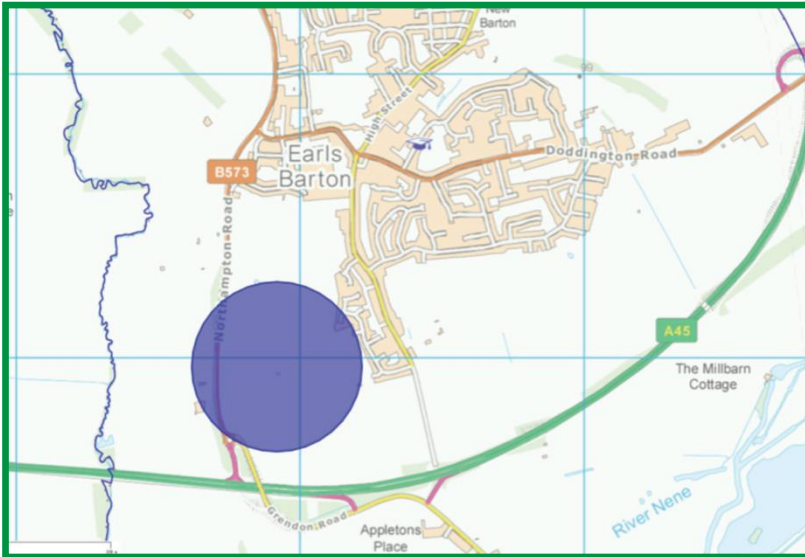 New
Barton
99
High Street
Earls
Barton
Doddington Road
B573
Northampton Road
A45
The Millbarn
Cottage
River Nene
Grendon Road
Appletons
Place